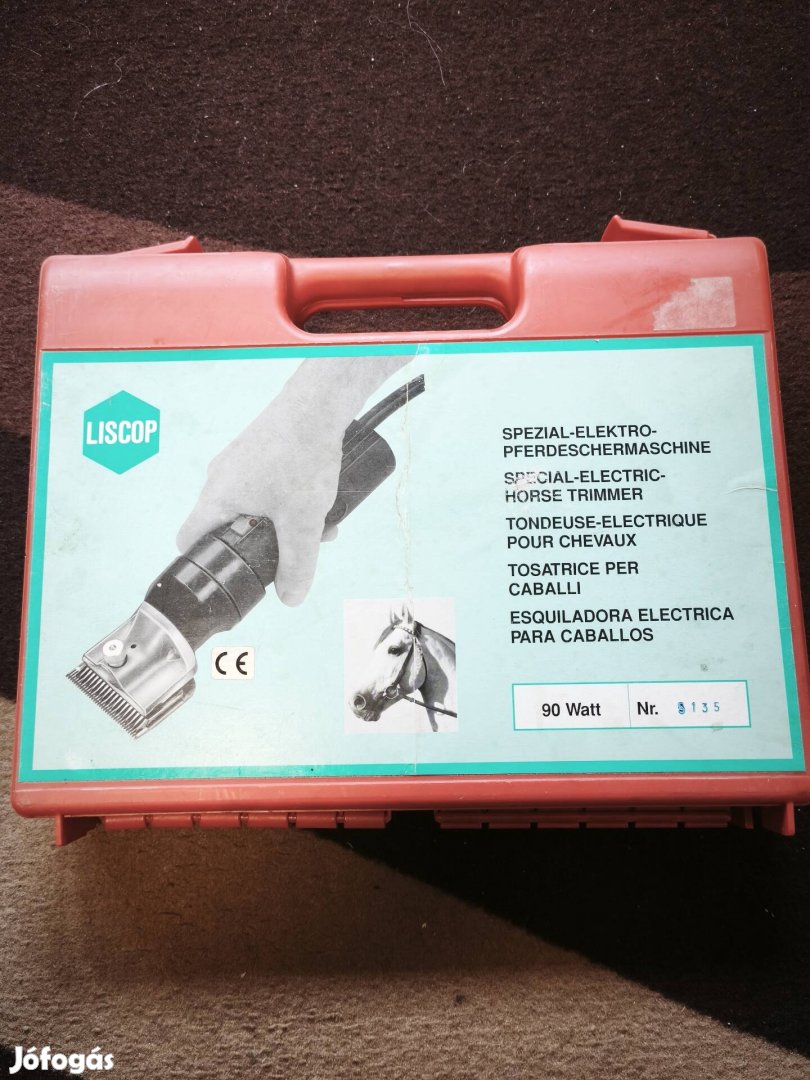 LISCOP
SPEZIAL-ELEKTRO-
PFERDESCHERMASCHINE
SPECIAL-ELECTRIC-
HORSE TRIMMER
TONDEUSE-ELECTRIQUE
POUR CHEVAUX
TOSATRICE PER
CABALLI
ESQUILADORA ELECTRICA
PARA CABALLOS
CE
90 Watt
Nr. 9135
Jófogás